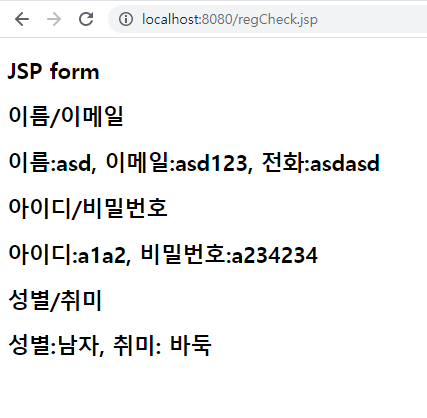 localhost:8080/regCheck.jsp
JSP form
이름/이메일
이름:asd, 이메일:asd123, 전화:asdasd
아이디/비밀번호
아이디:a1a2, 비밀번호:a234234
성별/취미
성별:남자, 취미: 바둑